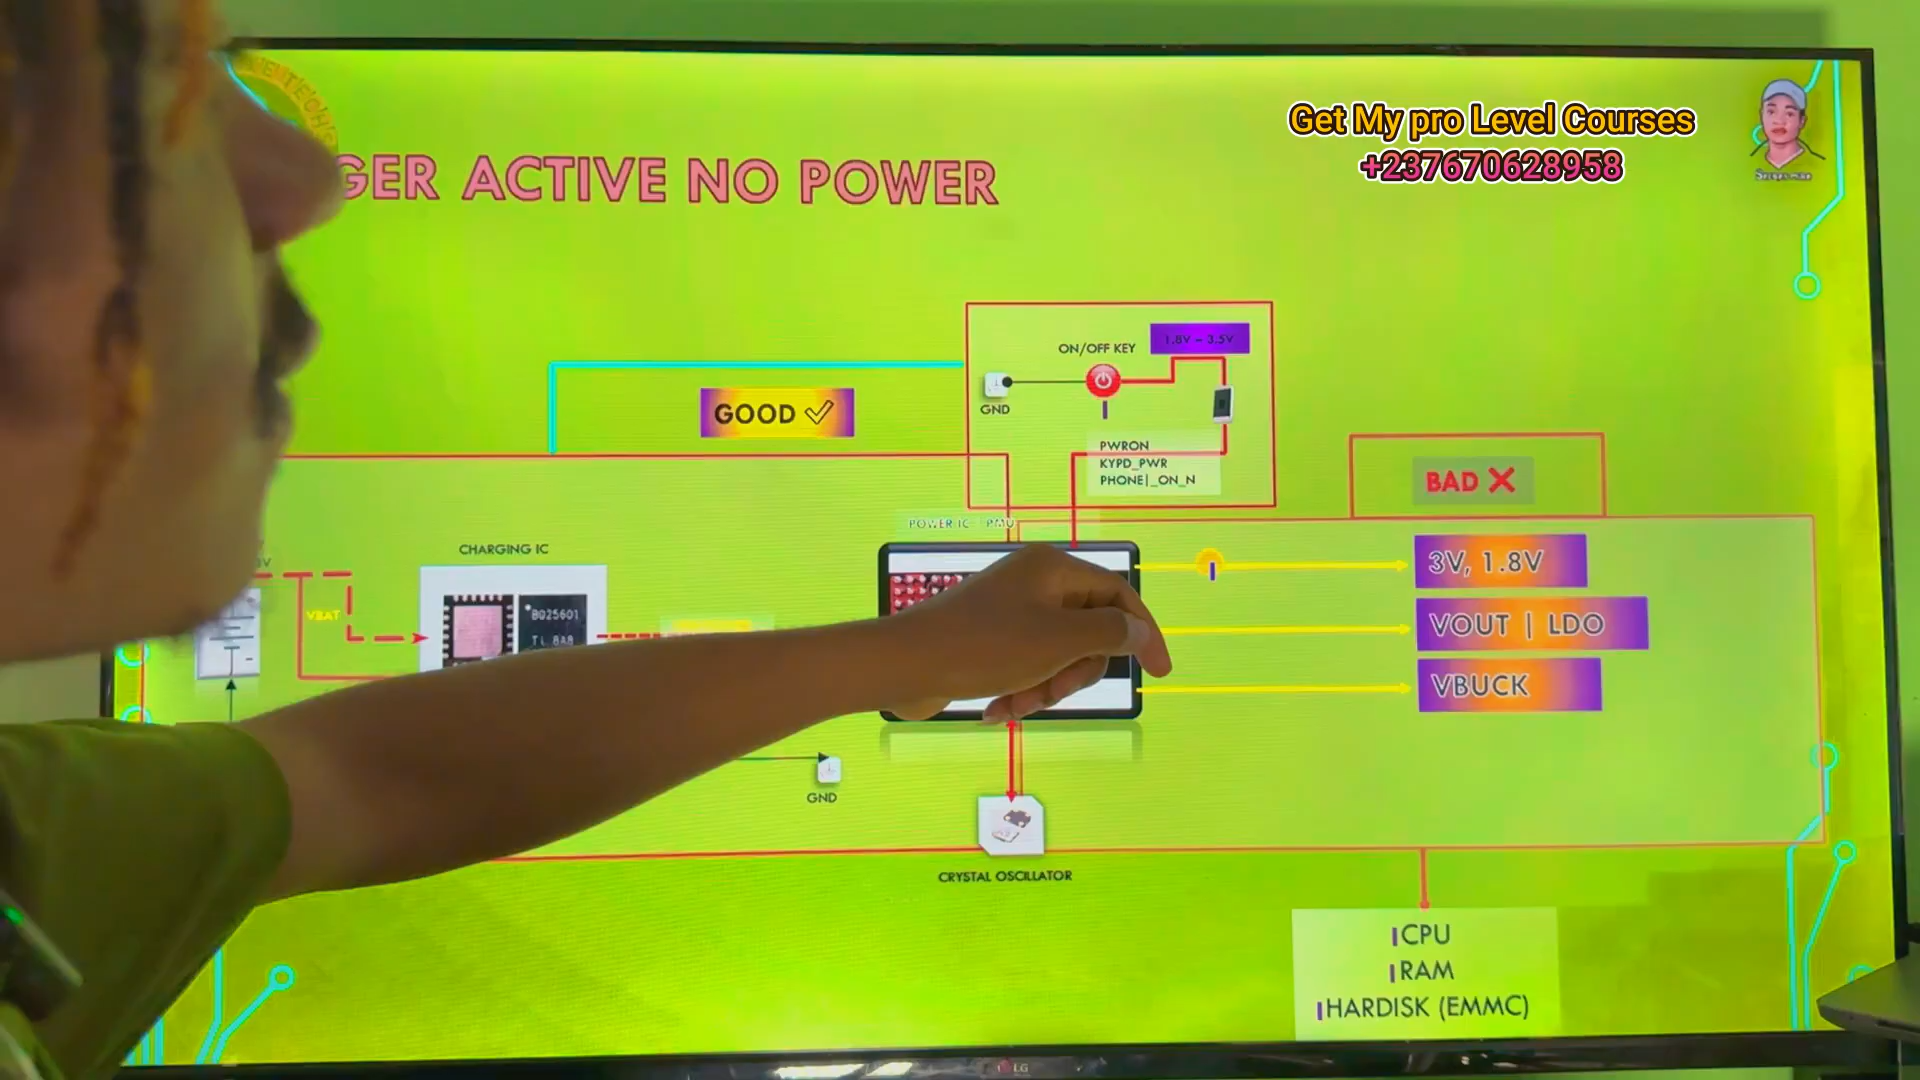 Get My pro Level Courses
+237670628958
GER ACTIVE NO POWER
1.8V – 3.5V
ON/OFF KEY
GND
GOOD
PWRON
KYPD_PWR
PHONE|_ON_N
BAD
POWER IC - PMU
CHARGING IC
3V, 1.8V
VBAT
BQ25601
VOUT | LDO
VBUCK
GND
CRYSTAL OSCILLATOR
CPU
RAM
HARDISK (EMMC)
LG